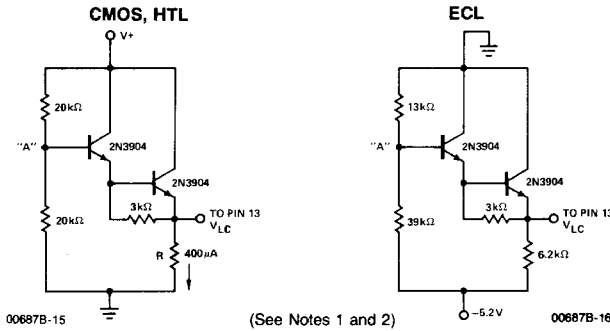 CMOS, HTL
V+
20kΩ
"A"
2N3904
2N3904
3kΩ
20kΩ
TO PIN 13
VLC
R
400μA
00687B-15
ECL
13kΩ
"A"
2N3904
2N3904
3kΩ
39kΩ
TO PIN 13
VLC
6.2kΩ
-5.2V
(See Notes 1 and 2)
00687B-16